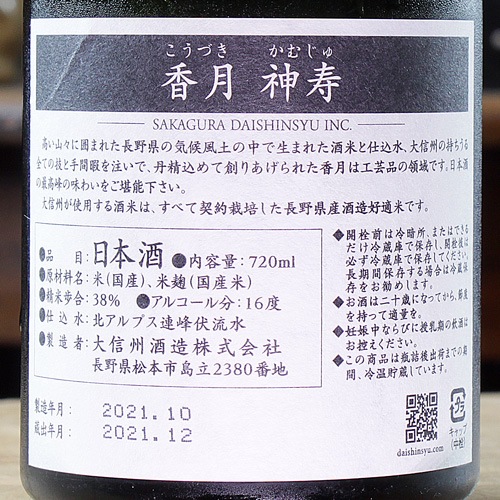 こうづき かむじゅ
香月 神寿
SAKAGURA DAISHINSYU INC.
高い山々に囲まれた長野県の気候風土の中で生まれた酒米と仕込水、大信州の持ちうる
全ての技と手間暇を注いで、丹精込めて創りあげられた香月は工芸品の領域です。日本酒
の最高峰の味わいをご堪能下さい。
大信州が使用する酒米は、すべて契約栽培した長野県産酒造好適米です。
●品 目:日本酒 ●内容量:720ml
●原材料名:米(国産)、米麹(国産米)
●精米歩合:38% ●アルコール分:16度
●仕込水:北アルプス連峰伏流水
●製造者:大信州酒造株式会社
長野県松本市島立2380番地
製造年月: 2021.10
蔵出年月: 2021.12
◆開栓前は冷暗所、またはできる
だけ冷蔵庫で保存し、開栓後は
必ず冷蔵庫で保存してください。
長期間保存する場合は冷蔵保
存をお勧めします。
◆お酒は二十歳になってから、節度
を持って適量を。
◆妊娠中ならびに授乳期の飲酒は
お控えください。
◆この商品は瓶詰後出荷までの期
間、冷温貯蔵しています。
daishinsyu.com
プラ
キャップ
(中栓)